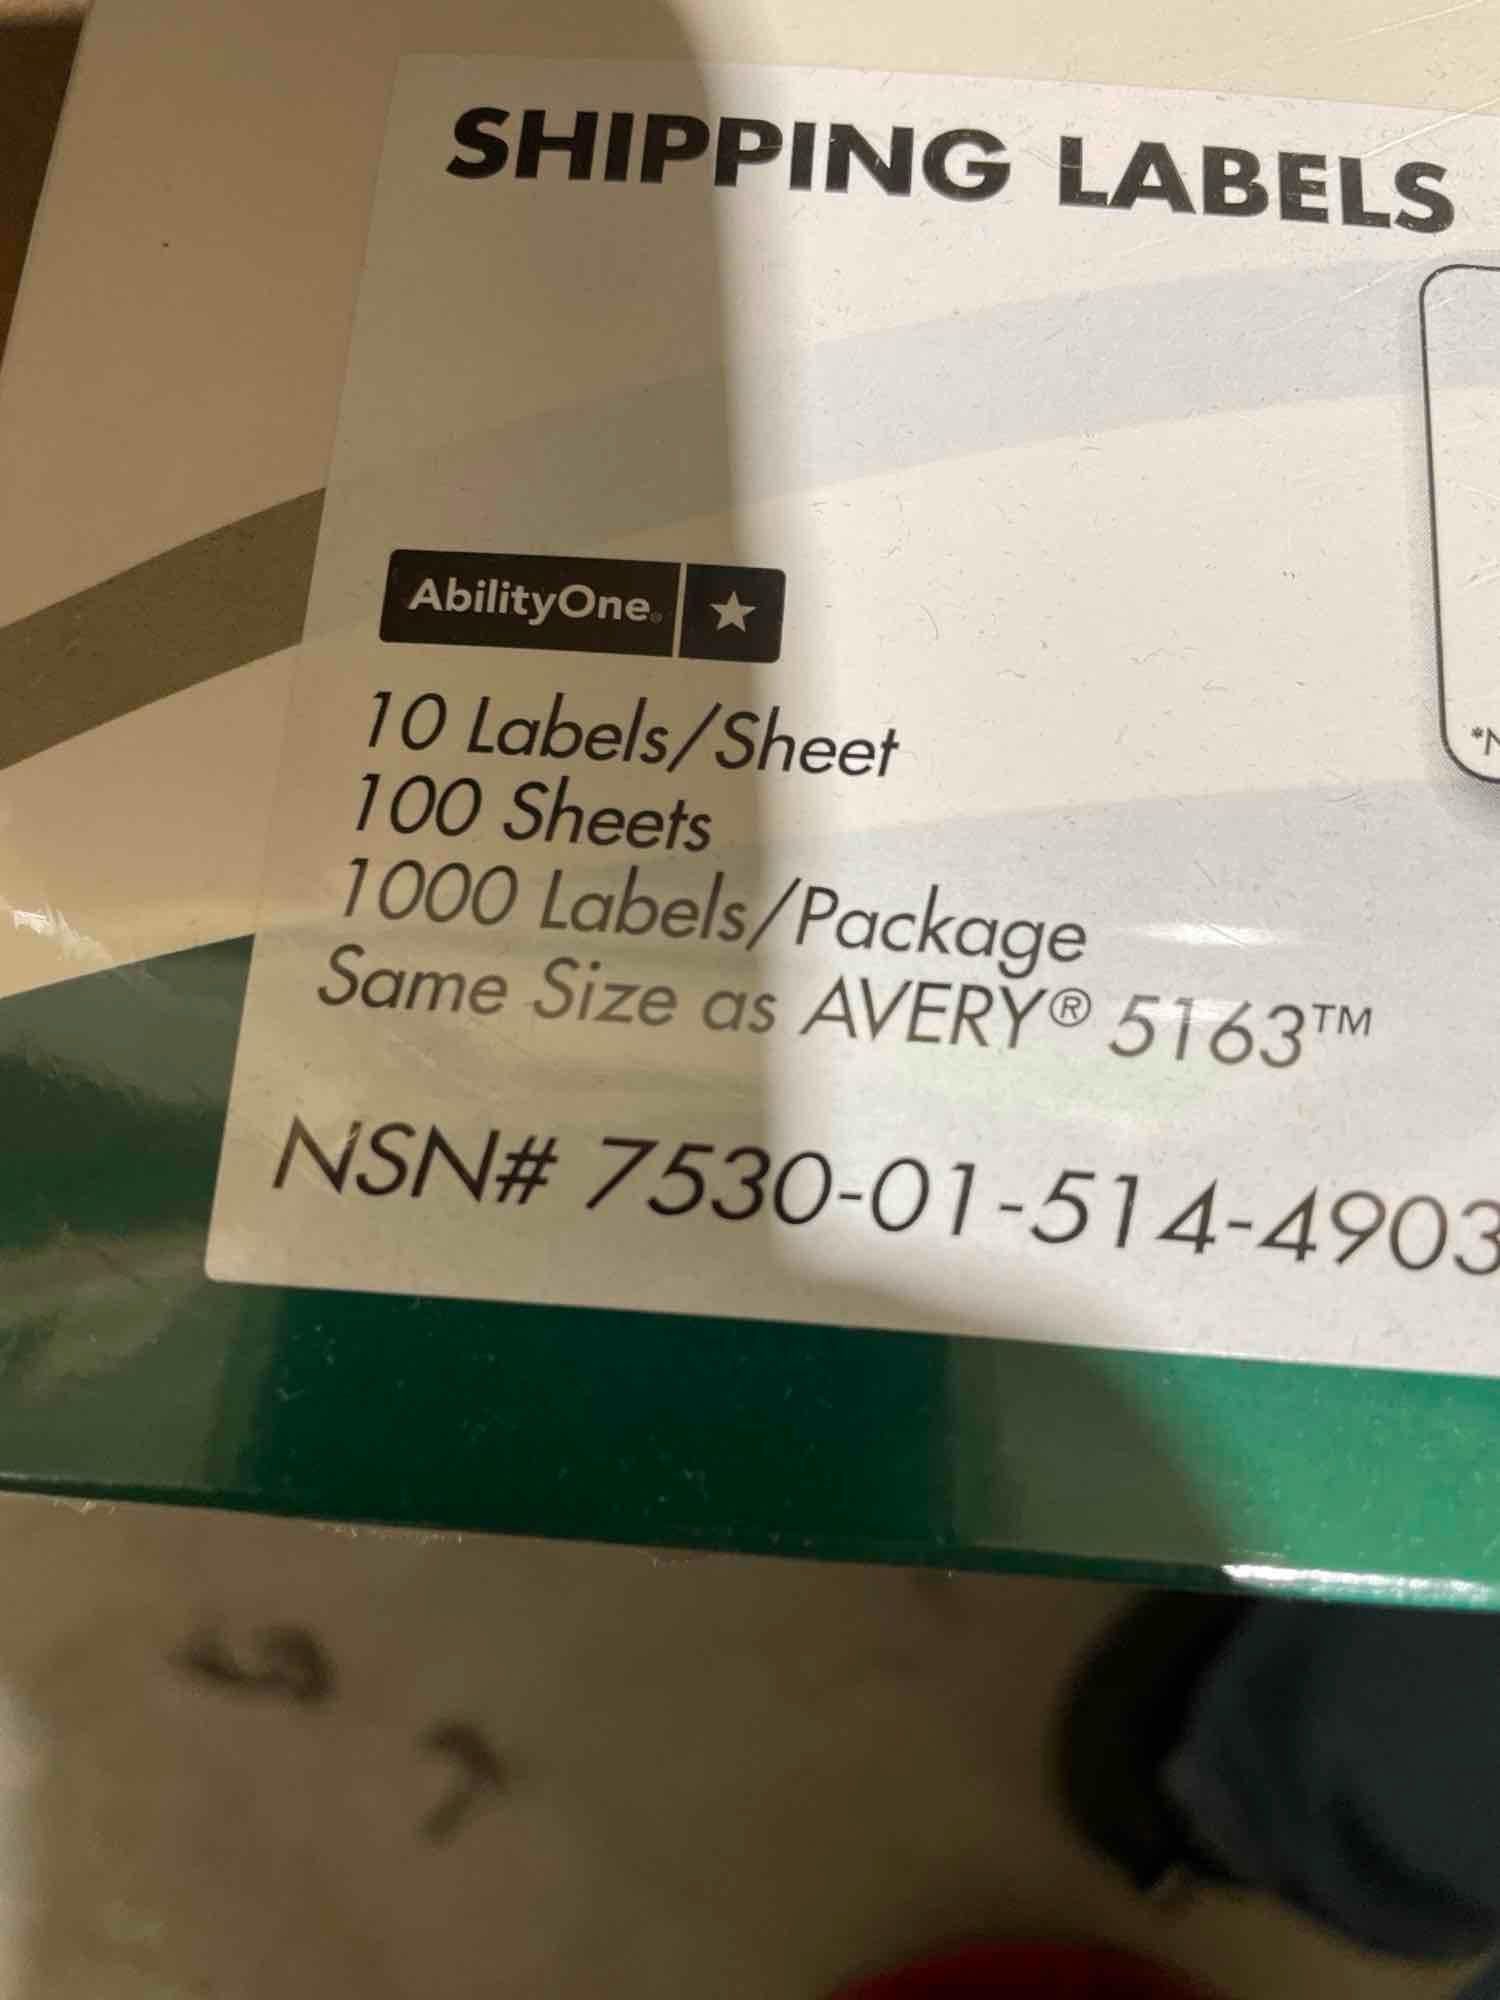 SHIPPING LABELS
AbilityOne®
10 Labels/Sheet
100 Sheets
1000 Labels/Package
Same Size as AVERY® 5163™
NSN# 7530-01-514-4903